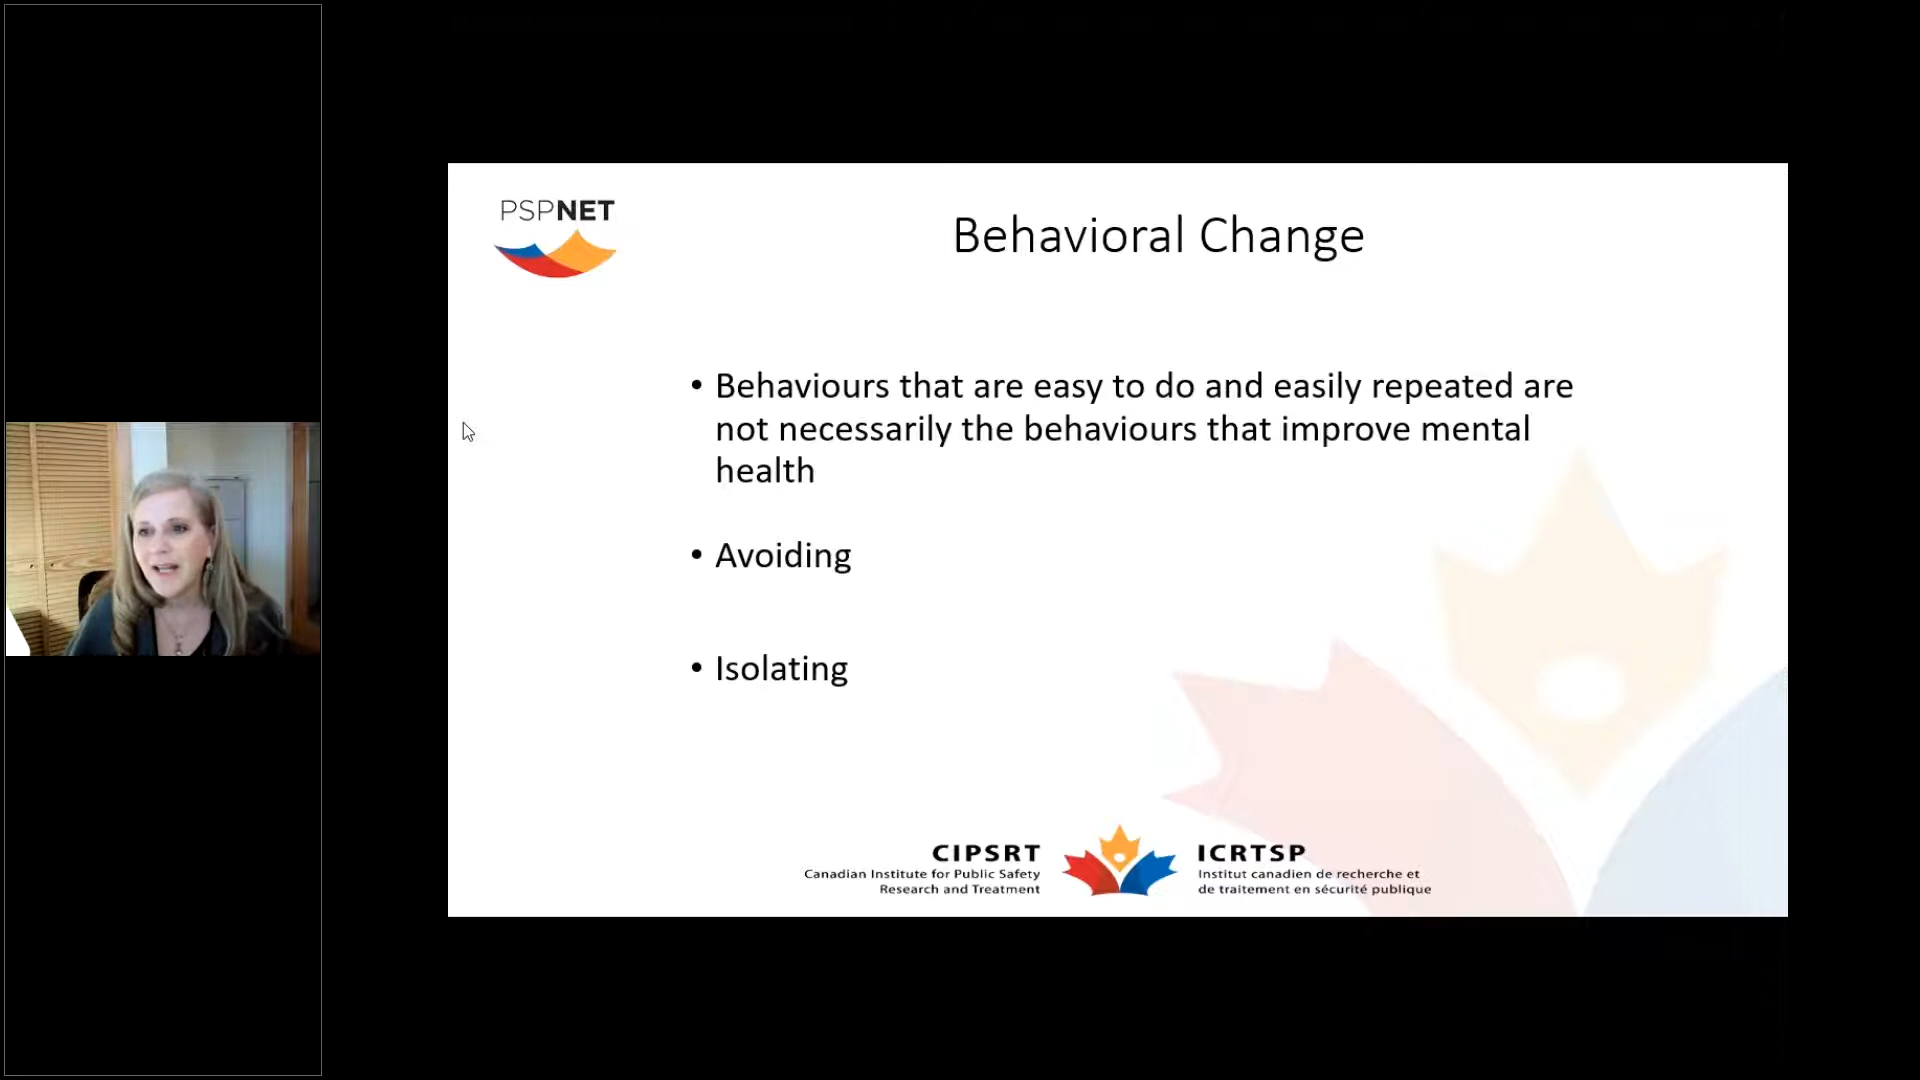 PSPNET
Behavioral Change
• Behaviours that are easy to do and easily repeated are
not necessarily the behaviours that improve mental
health
• Avoiding
• Isolating
CIPSRT
Canadian Institute for Public Safety
Research and Treatment
ICRTSP
Institut canadien de recherche et
de traitement en sécurité publique